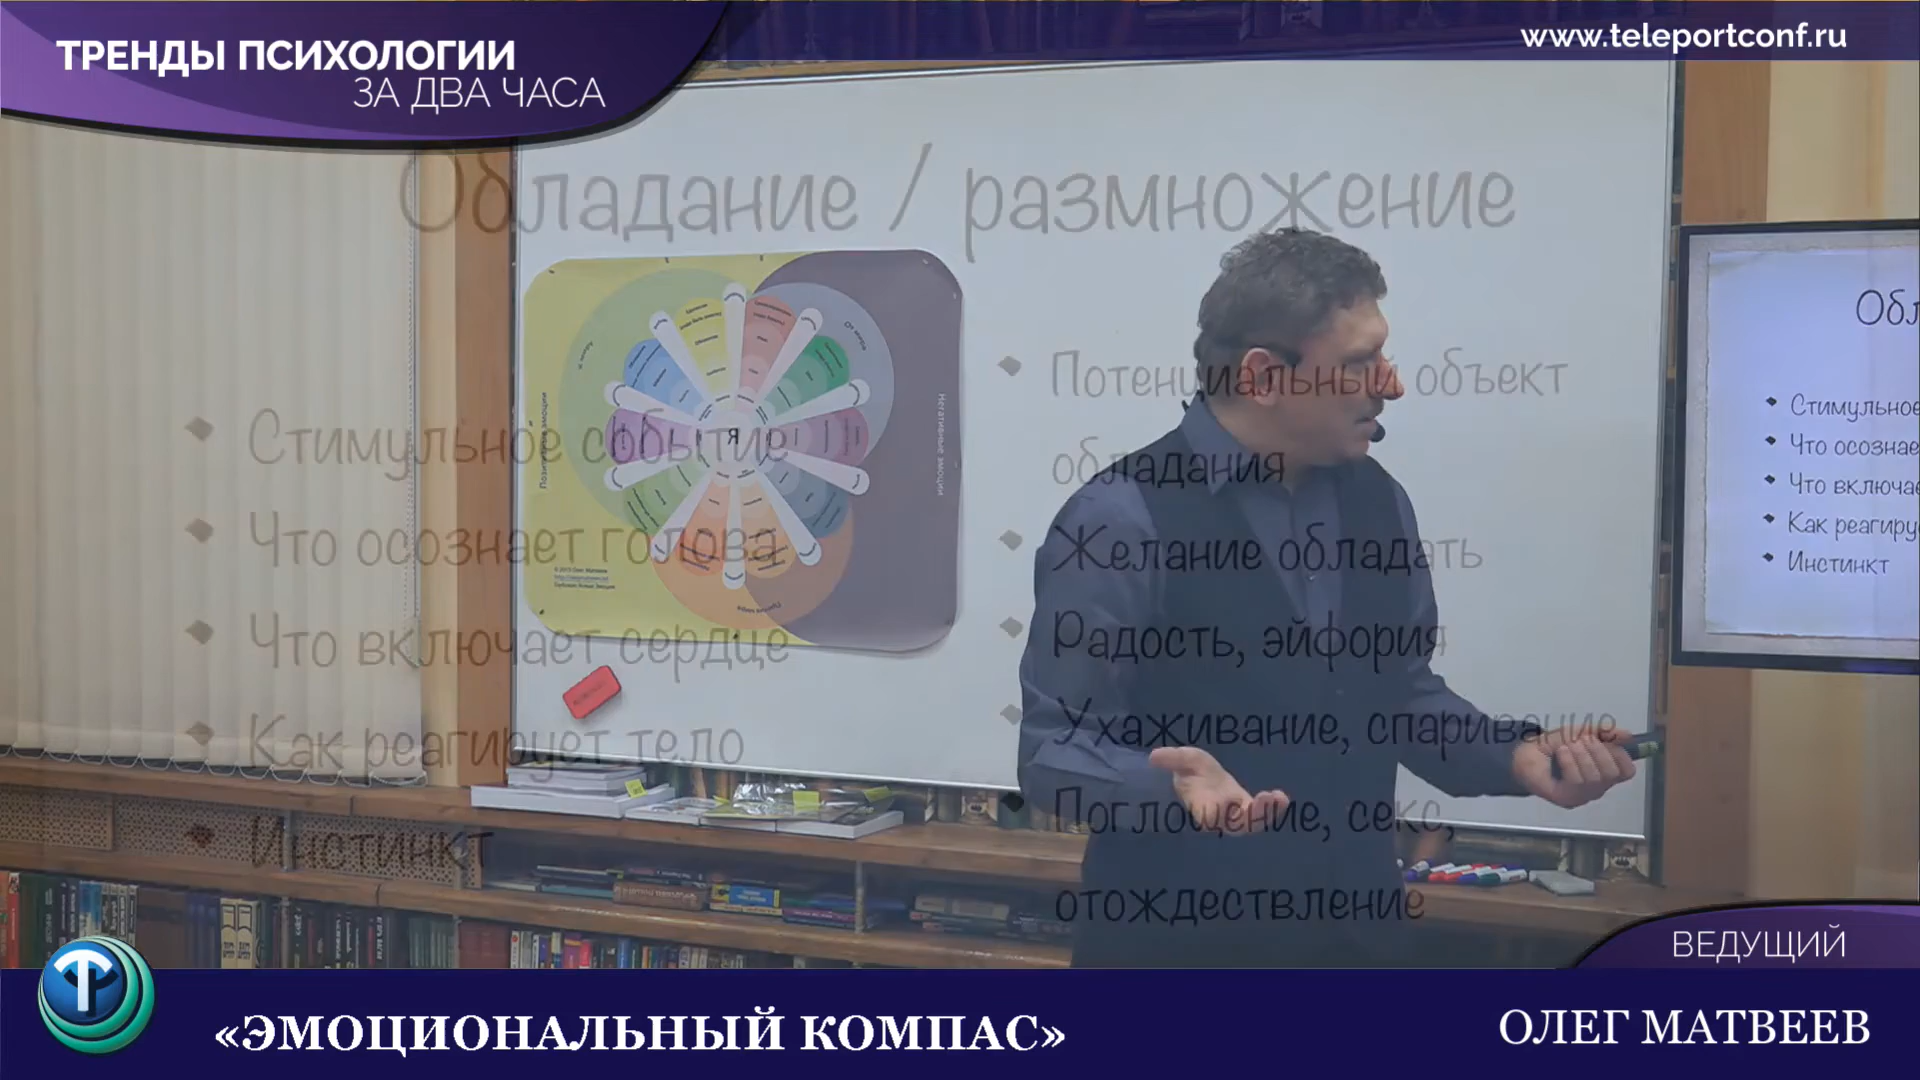 ТРЕНДЫ ПСИХОЛОГИИ
ЗА ДВА ЧАСА
www.teleportconf.ru
Обладание / размножение
Стимульное событие
Что осознает голова
Что включает сердце
Как реагирует тело
Инстинкт
Потенциальный объект
обладания
Желание обладать
Радость, эйфория
Ухаживание, спаривание
Поглощение, секс,
отождествление
Позитивные эмоции
Негативные эмоции
Я
Обл
Стимульное
Что осознае
Что включае
Как реагиру
Инстинкт
ВЕДУЩИЙ
«ЭМОЦИОНАЛЬНЫЙ КОМПАС»
ОЛЕГ МАТВЕЕВ